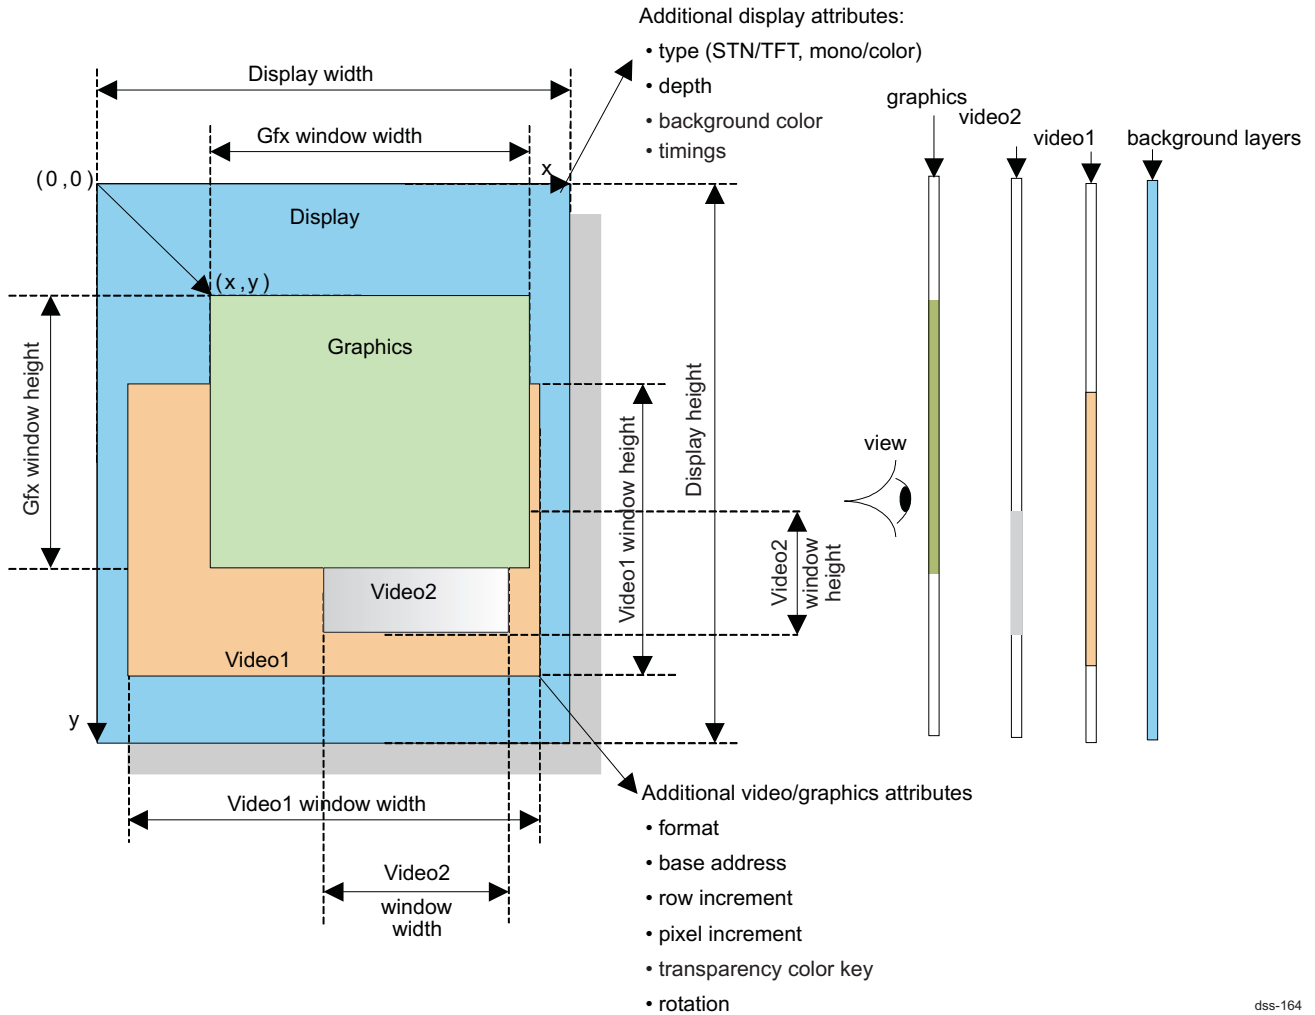 Additional display attributes:
• type (STN/TFT, mono/color)
• depth
• background color
• timings
Display width
Gfx window width
(0,0)
x
Display
(x,y)
Graphics
Gfx window height
Video1 window height
Display height
Video2
window
height
Video2
Video1
y
Video1 window width
Video2
window
width
graphics
video2
video1
background layers
view
Additional video/graphics attributes
• format
• base address
• row increment
• pixel increment
• transparency color key
• rotation
dss-164